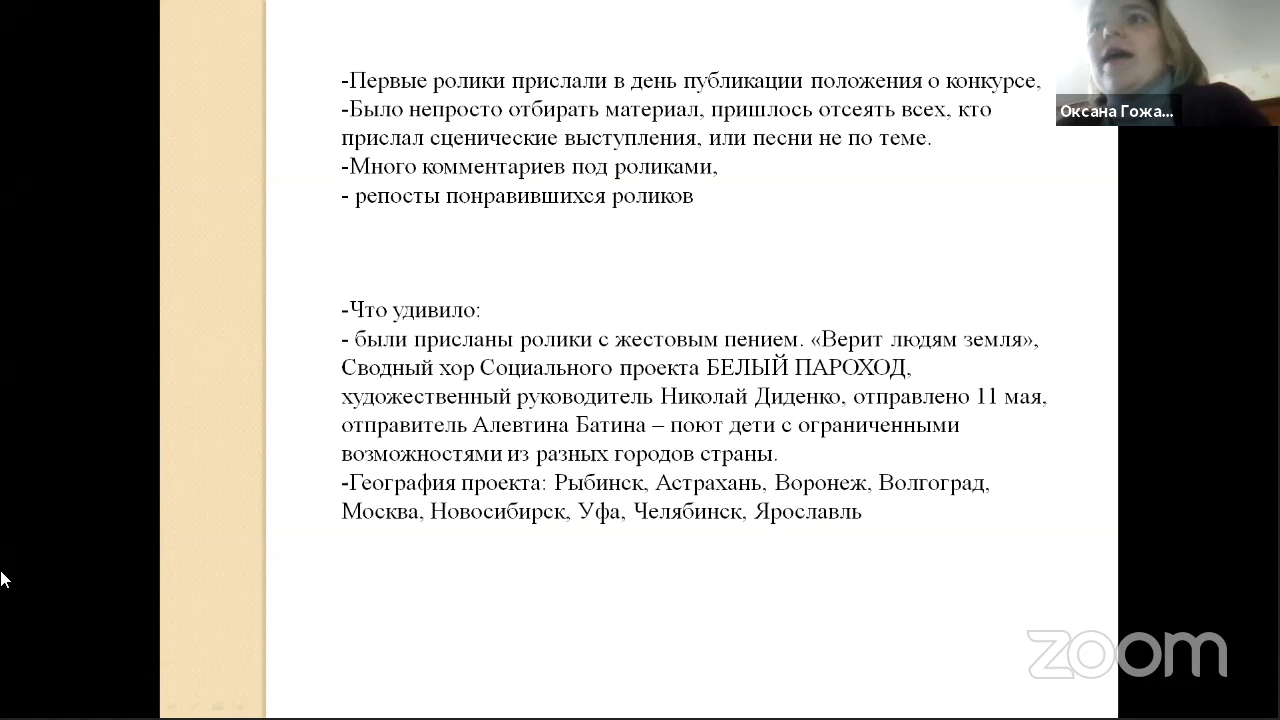 -Первые ролики прислали в день публикации положения о конкурсе,
-Было непросто отбирать материал, пришлось отсеять всех, кто
прислал сценические выступления, или песни не по теме.
-Много комментариев под роликами,
- репосты понравившихся роликов
Оксана Гожа...
-Что удивило:
- были присланы ролики с жестовым пением. «Верит людям земля»,
Сводный хор Социального проекта БЕЛЫЙ ПАРОХОД,
художественный руководитель Николай Диденко, отправлено 11 мая,
отправитель Алевтина Батина – поют дети с ограниченными
возможностями из разных городов страны.
-География проекта: Рыбинск, Астрахань, Воронеж, Волгоград,
Москва, Новосибирск, Уфа, Челябинск, Ярославль
zoom